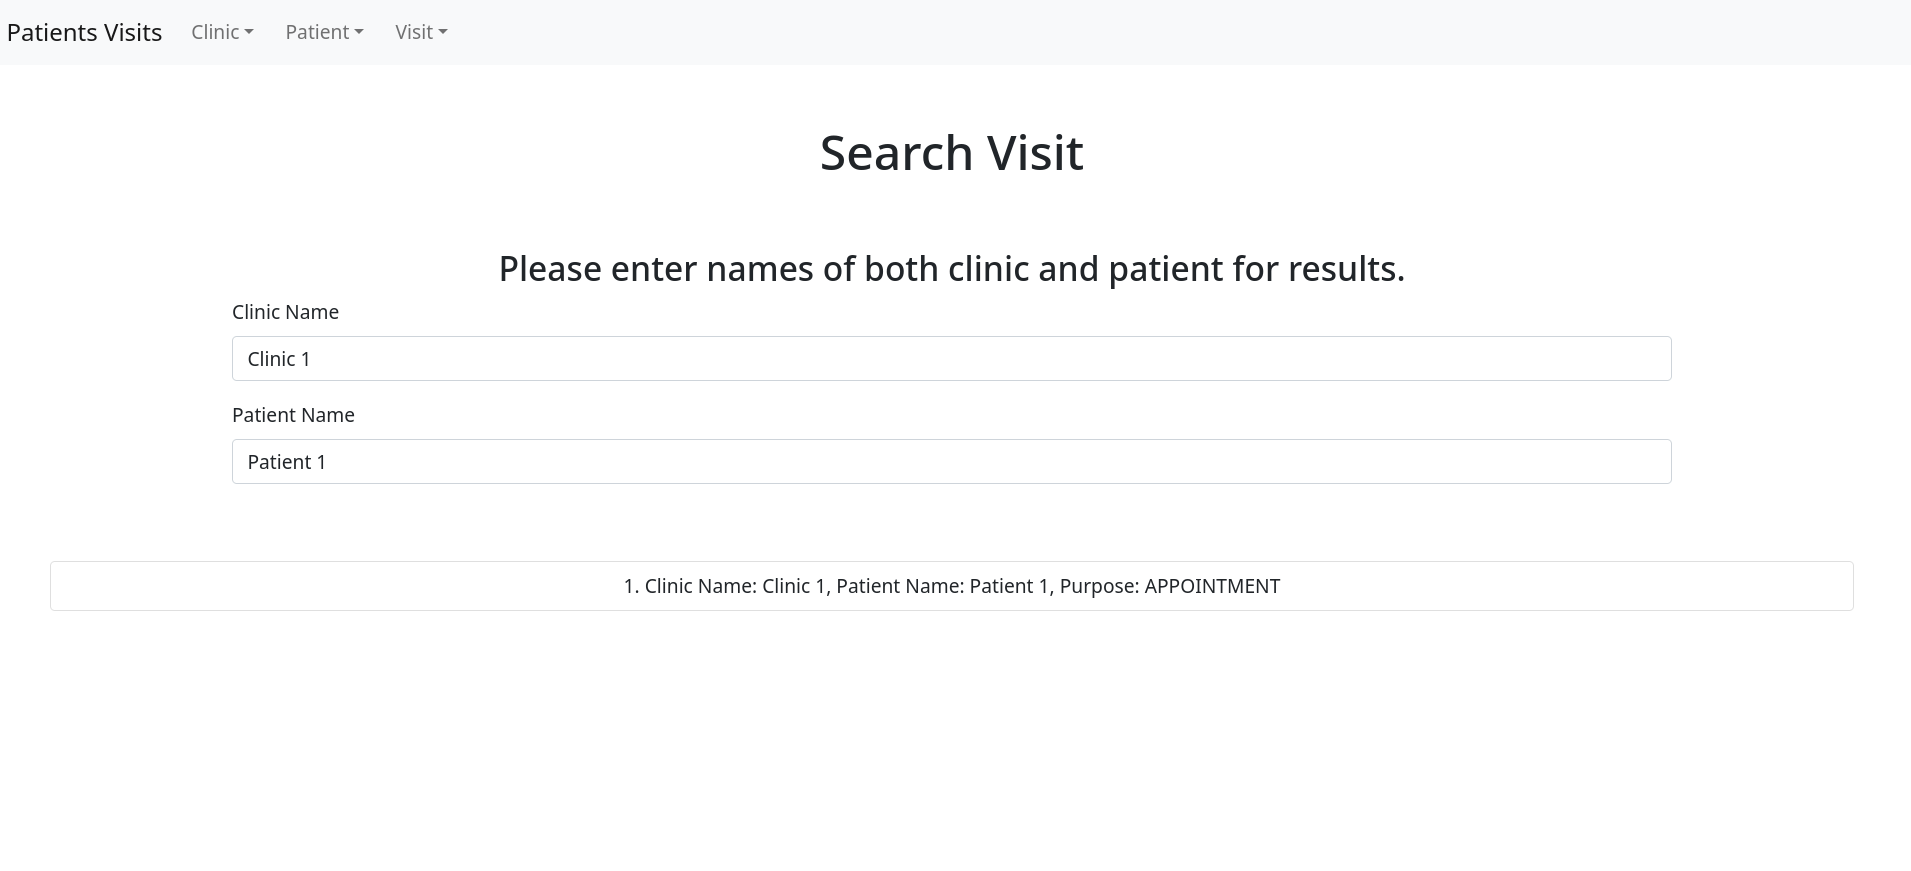 Patients Visits Clinic Patient Visit
Search Visit
Please enter names of both clinic and patient for results.
Clinic Name
Clinic 1
Patient Name
Patient 1
1. Clinic Name: Clinic 1, Patient Name: Patient 1, Purpose: APPOINTMENT